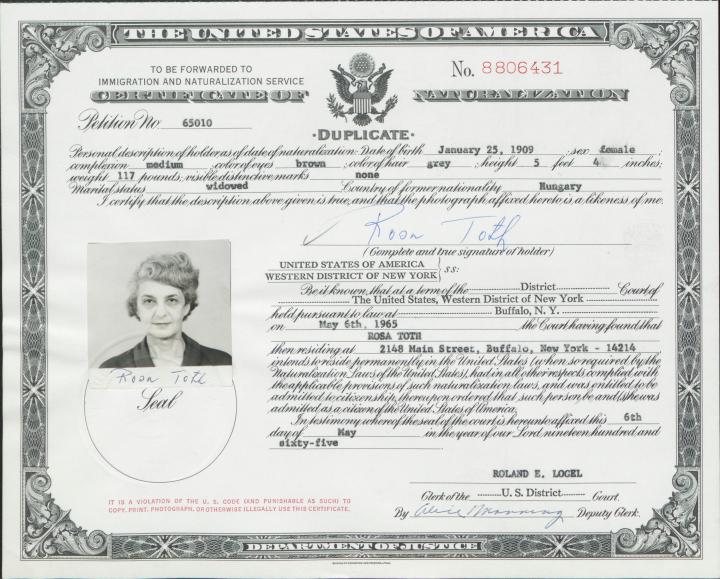 THE UNITED STATES OF AMERICA
TO BE FORWARDED TO
IMMIGRATION AND NATURALIZATION SERVICE
No. 8806431
CERTIFICATE OF NATURALIZATION
Petition No 65010
·DUPLICATE·
Personal description of holder as of date of naturalization: Date of birth January 25, 1909 ; sex female ;
complexion medium ; color of eyes brown ; color of hair grey ; height 5 feet 4 inches;
weight 117 pounds; visible distinctive marks none
Marital status widowed Country of former nationality Hungary
I certify that the description above given is true, and that the photograph affixed hereto is a likeness of me.
Rosa Toth
(Complete and true signature of holder)
UNITED STATES OF AMERICA
WESTERN DISTRICT OF NEW YORK } ss:
Be it known, that at a term of the District Court of
The United States, Western District of New York
held pursuant to law at Buffalo, N. Y.
on May 6th, 1965 the Court having found that
ROSA TOTH
then residing at 2148 Main Street, Buffalo, New York - 14214
intends to reside permanently in the United States (when so required by the
Naturalization Laws of the United States), had in all other respects complied with
the applicable provisions of such naturalization laws, and was entitled to be
admitted to citizenship, thereupon ordered that such person be and (s)he was
admitted as a citizen of the United States of America.
In testimony whereof the seal of the court is hereunto affixed this 6th
day of May in the year of our Lord nineteen hundred and
sixty-five
Rosa Toth
Seal
ROLAND E. LOGEL
Clerk of the U. S. District Court.
By Alice Manning Deputy Clerk.
IT IS A VIOLATION OF THE U. S. CODE (AND PUNISHABLE AS SUCH) TO
COPY, PRINT, PHOTOGRAPH, OR OTHERWISE ILLEGALLY USE THIS CERTIFICATE.
DEPARTMENT OF JUSTICE